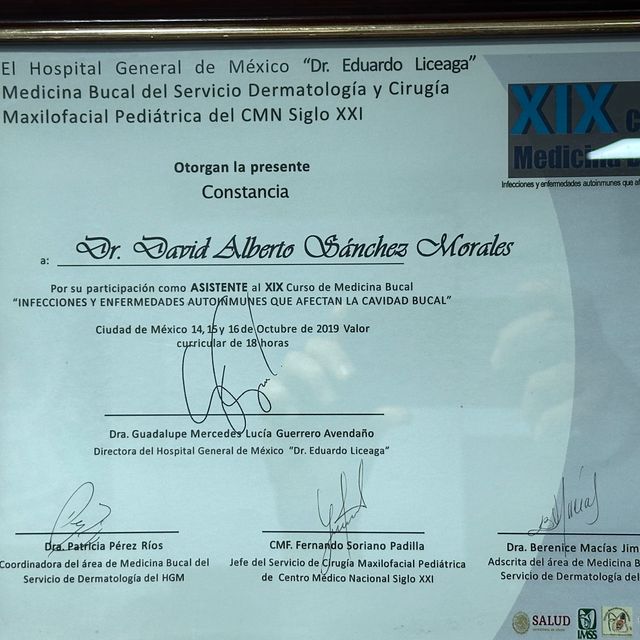 El Hospital General de México “Dr. Eduardo Liceaga”
Medicina Bucal del Servicio Dermatología y Cirugía
Maxilofacial Pediátrica del CMN Siglo XXI
XIX
Medicina
Infecciones y enfermedades autoinmunes que
Otorgan la presente
Constancia
a: Dr. David Alberto Sánchez Morales
Por su participación como ASISTENTE al XIX Curso de Medicina Bucal
“INFECCIONES Y ENFERMEDADES AUTOINMUNES QUE AFECTAN LA CAVIDAD BUCAL”
Ciudad de México 14, 15 y 16 de Octubre de 2019 Valor
curricular de 18 horas
Dra. Guadalupe Mercedes Lucía Guerrero Avendaño
Directora del Hospital General de México “Dr. Eduardo Liceaga”
Dra. Patricia Pérez Ríos
Coordinadora del área de Medicina Bucal del
Servicio de Dermatología del HGM
CMF. Fernando Soriano Padilla
Jefe del Servicio de Cirugía Maxilofacial Pediátrica
de Centro Médico Nacional Siglo XXI
Dra. Berenice Macías Jim
Adscrita del área de Medicina B
Servicio de Dermatología del
SALUD
IMSS